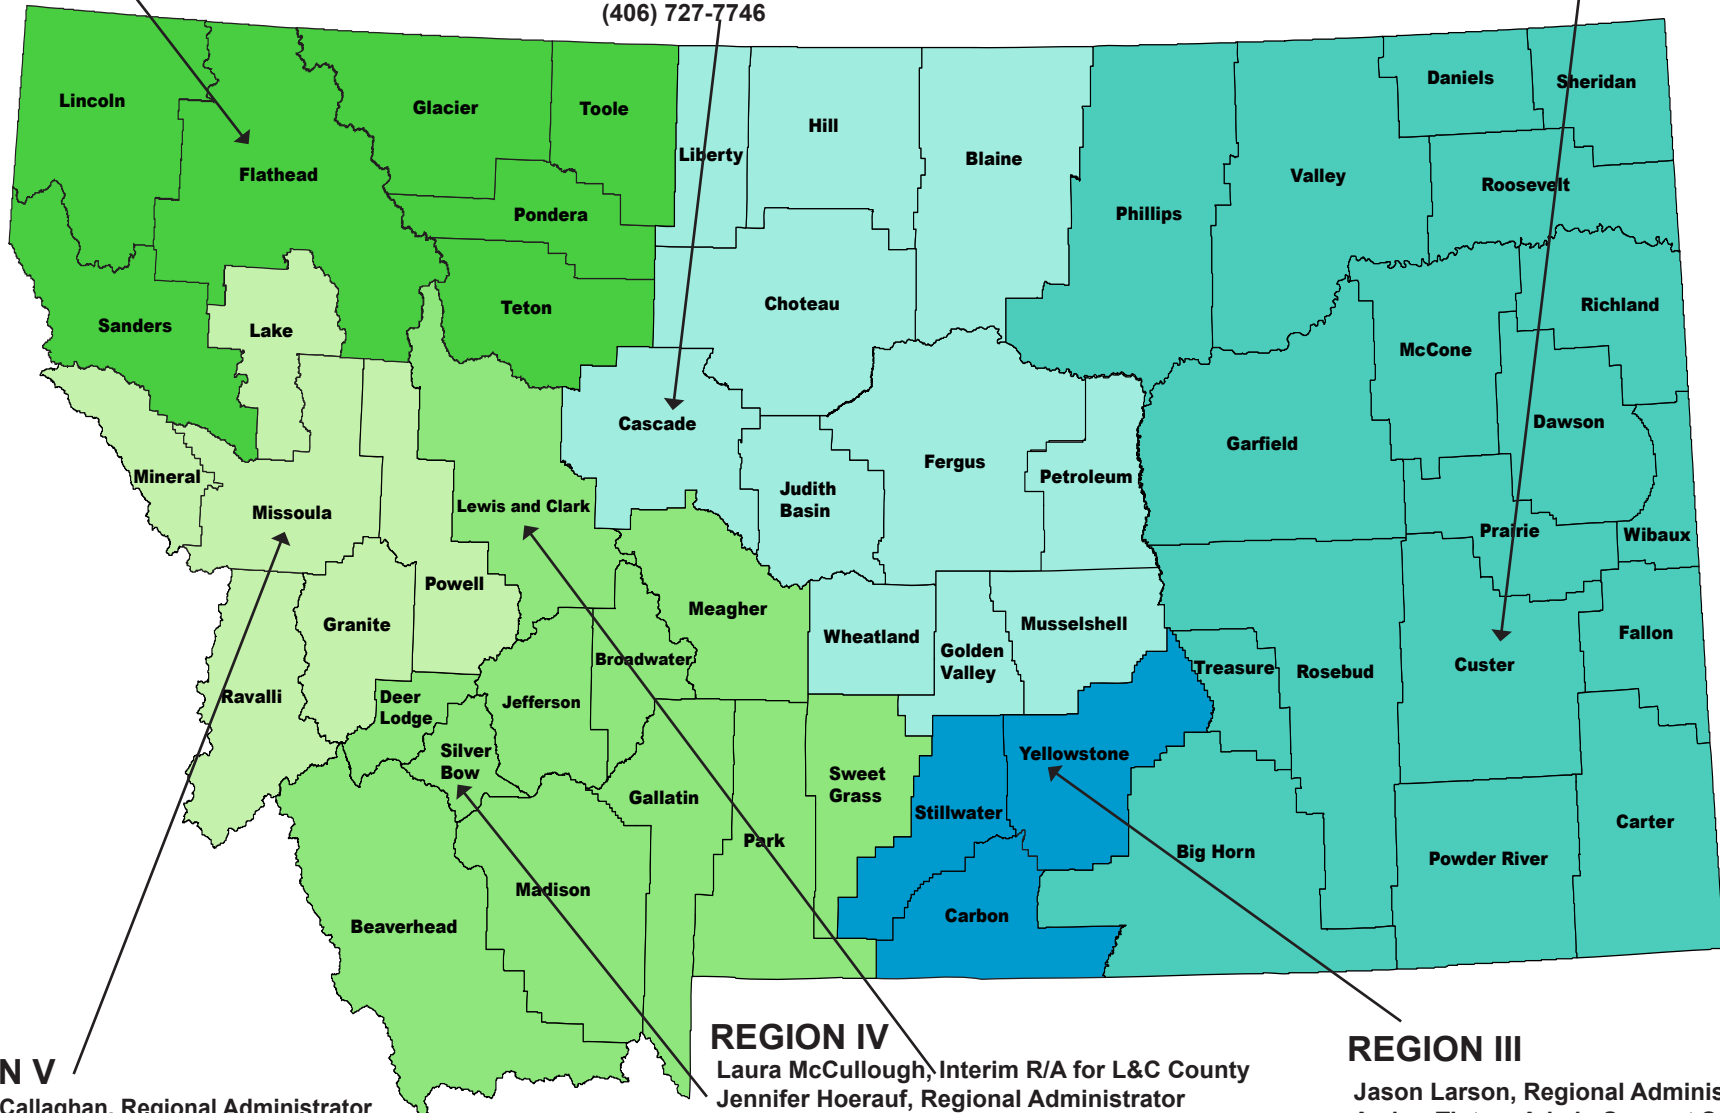 (406) 727-7746
Lincoln
Flathead
Glacier
Toole
Liberty
Hill
Blaine
Phillips
Valley
Daniels
Sheridan
Roosevelt
Pondera
Teton
Choteau
Sanders
Lake
Richland
McCone
Dawson
Cascade
Garfield
Fergus
Petroleum
Judith
Basin
Mineral
Missoula
Lewis and Clark
Prairie
Wibaux
Powell
Granite
Meagher
Wheatland
Golden
Valley
Musselshell
Treasure
Rosebud
Custer
Fallon
Broadwater
Jefferson
Ravalli
Deer
Lodge
Silver
Bow
Yellowstone
Sweet
Grass
Gallatin
Park
Stillwater
Carter
Big Horn
Powder River
Madison
Beaverhead
Carbon
REGION IV
Laura McCullough, Interim R/A for L&C County
Jennifer Hoerauf, Regional Administrator
REGION III
Jason Larson, Regional Adminis
N V
Callaghan, Regional Administrator